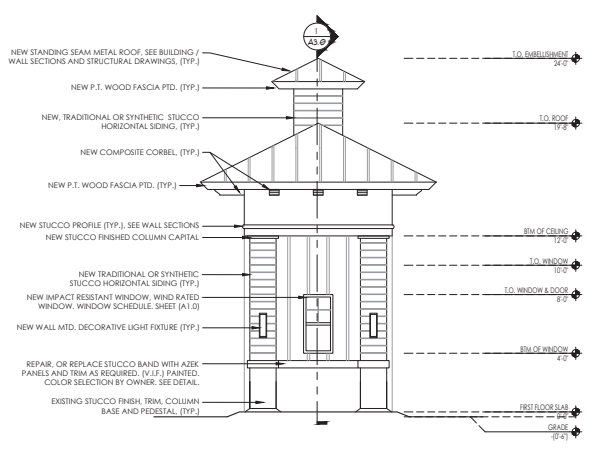 1
A3.0
NEW STANDING SEAM METAL ROOF, SEE BUILDING /
WALL SECTIONS AND STRUCTURAL DRAWINGS, (TYP.)
NEW P.T. WOOD FASCIA PTD. (TYP.)
NEW, TRADITIONAL OR SYNTHETIC STUCCO
HORIZONTAL SIDING, (TYP.)
NEW COMPOSITE CORBEL, (TYP.)
NEW P.T. WOOD FASCIA PTD. (TYP.)
NEW STUCCO PROFILE (TYP.), SEE WALL SECTIONS
NEW STUCCO FINISHED COLUMN CAPITAL
NEW TRADITIONAL OR SYNTHETIC
STUCCO HORIZONTAL SIDING (TYP.)
NEW IMPACT RESISTANT WINDOW, WIND RATED
WINDOW. WINDOW SCHEDULE. SHEET (A1.0)
NEW WALL MTD. DECORATIVE LIGHT FIXTURE (TYP.)
REPAIR, OR REPLACE STUCCO BAND WITH AZEK
PANELS AND TRIM AS REQUIRED. (V.I.F.) PAINTED.
COLOR SELECTION BY OWNER. SEE DETAIL.
EXISTING STUCCO FINISH, TRIM, COLUMN
BASE AND PEDESTAL, (TYP.)
T.O. EMBELLISHMENT
24'-0"
T.O. ROOF
19'-8"
BTM OF CEILING
12'-0"
T.O. WINDOW
10'-0"
T.O. WINDOW & DOOR
8'-0"
BTM OF WINDOW
4'-0"
FIRST FLOOR SLAB
0'-0"
GRADE
-(0'-6")